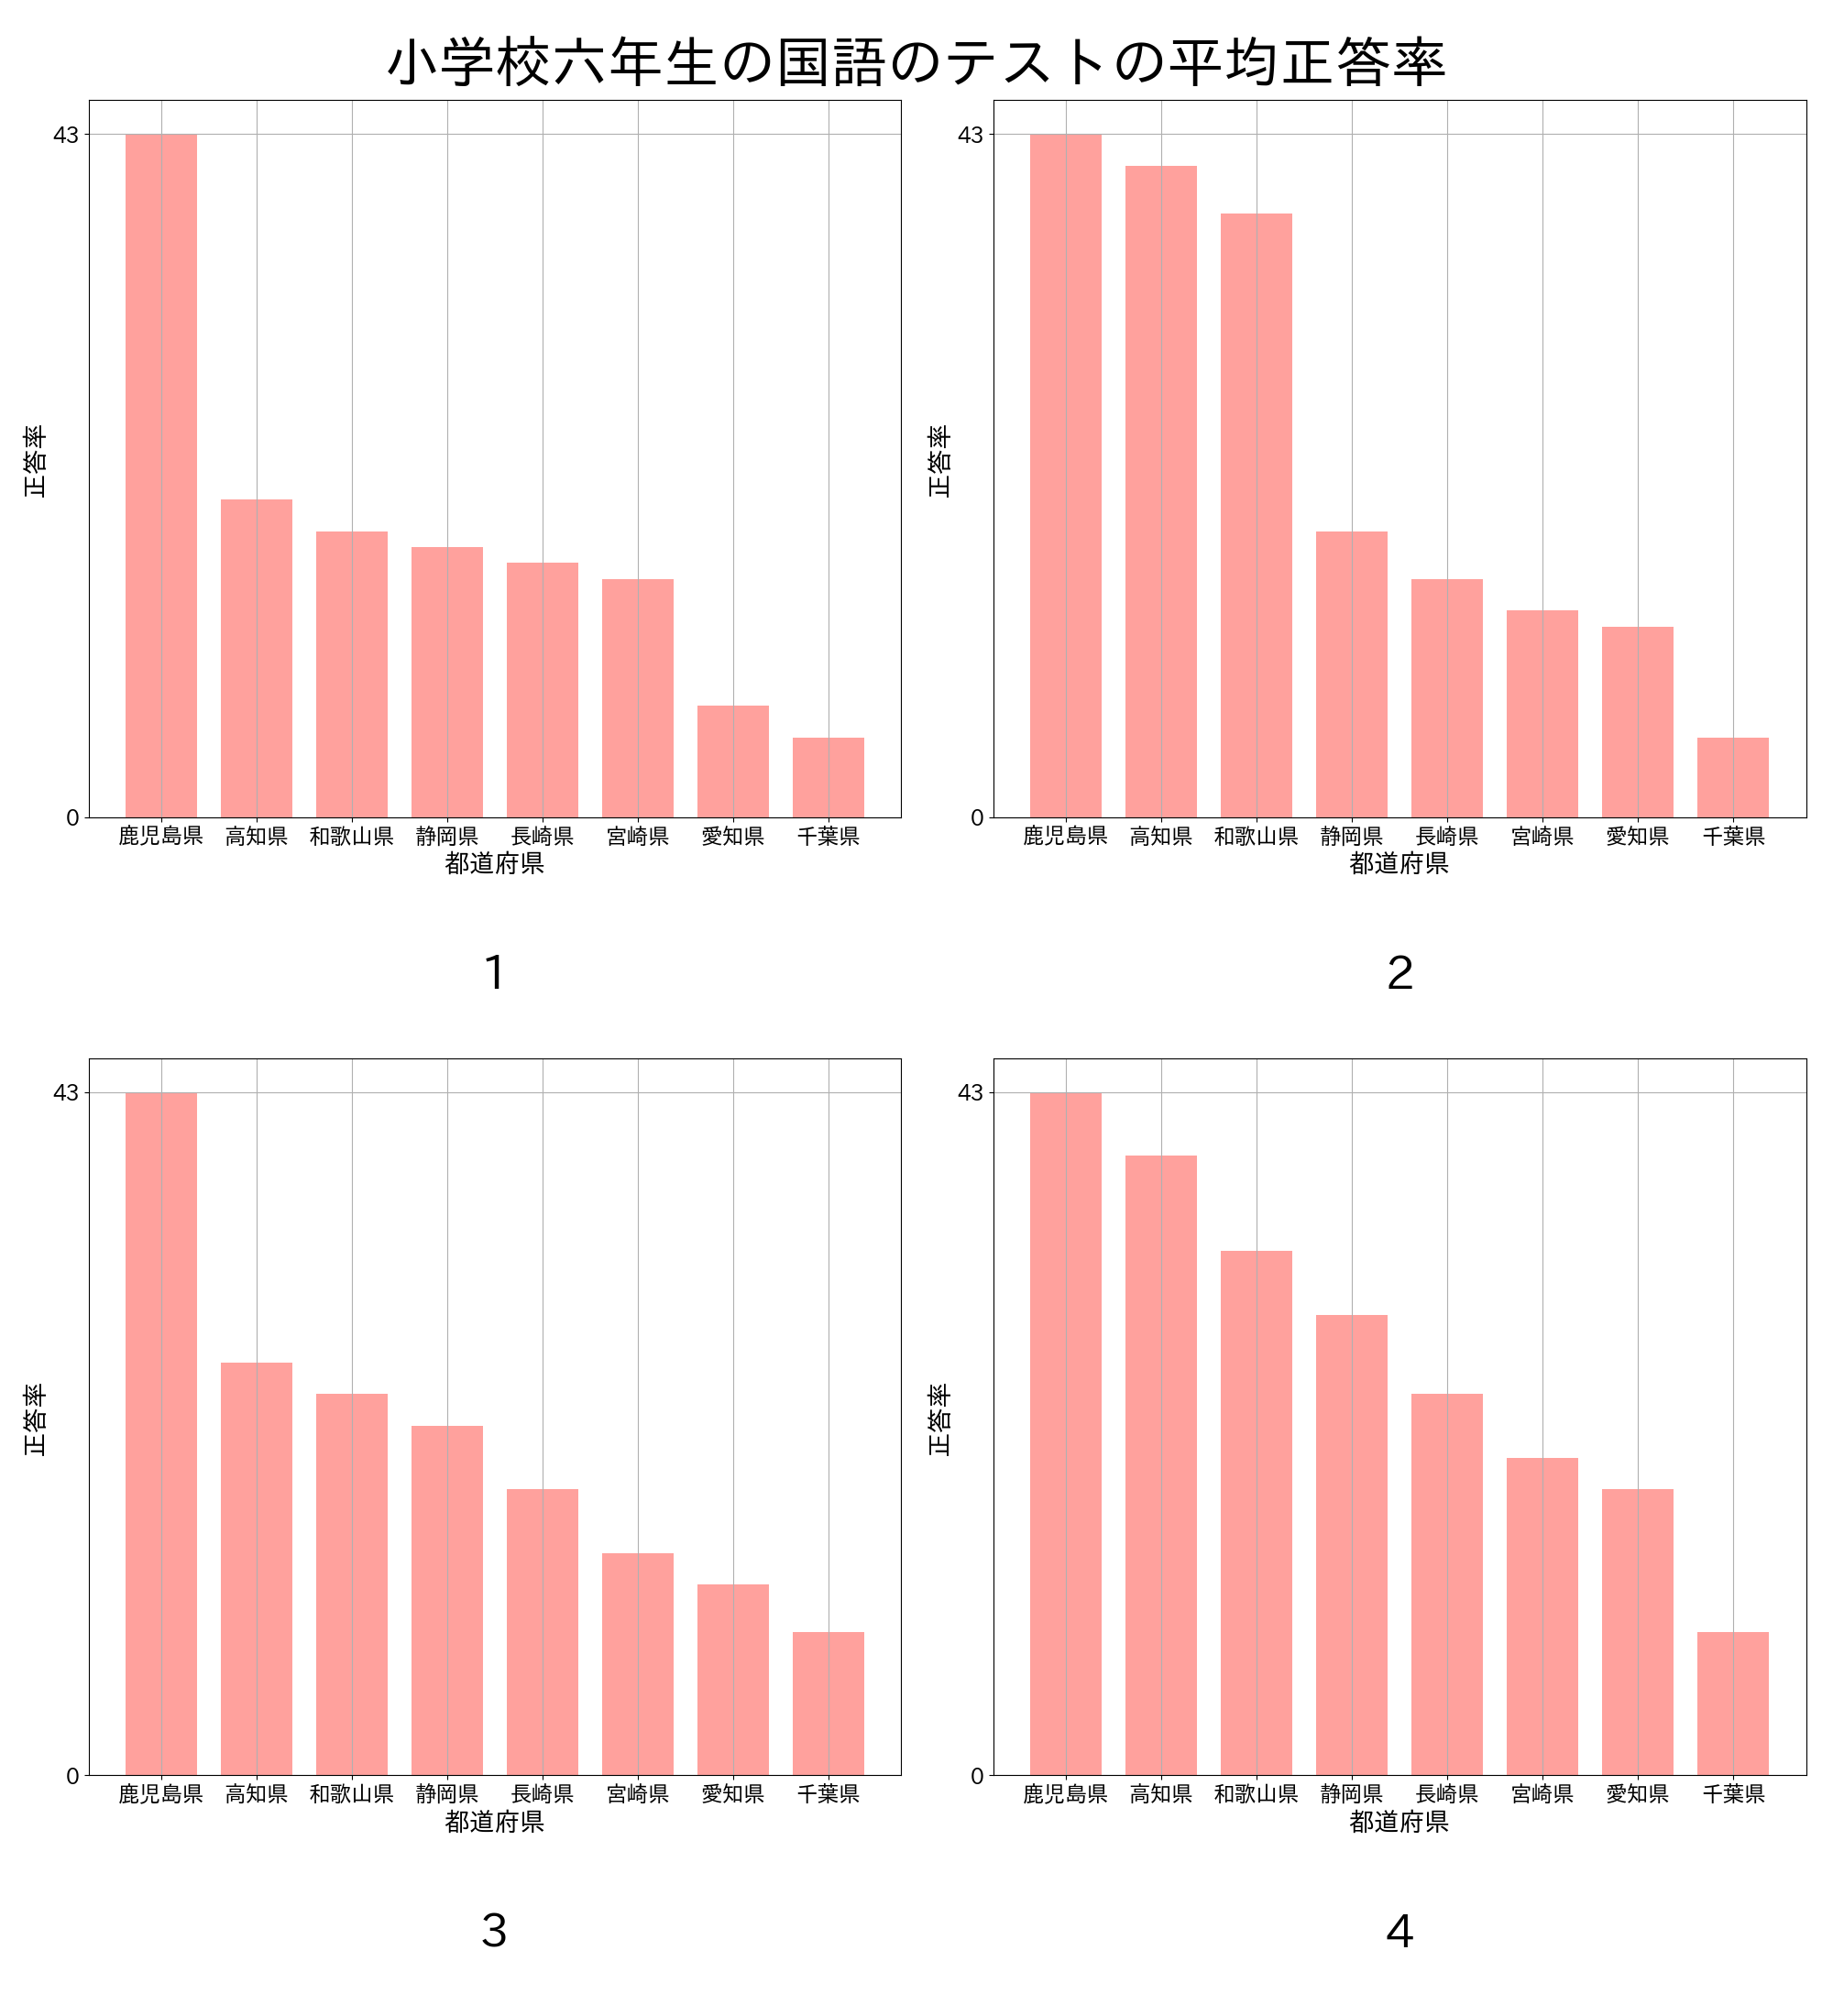 小学校六年生の国語のテストの平均正答率
43
0
正答率
鹿児島県 高知県 和歌山県 静岡県 長崎県 宮崎県 愛知県 千葉県
都道府県
1
43
0
正答率
鹿児島県 高知県 和歌山県 静岡県 長崎県 宮崎県 愛知県 千葉県
都道府県
2
43
0
正答率
鹿児島県 高知県 和歌山県 静岡県 長崎県 宮崎県 愛知県 千葉県
都道府県
3
43
0
正答率
鹿児島県 高知県 和歌山県 静岡県 長崎県 宮崎県 愛知県 千葉県
都道府県
4